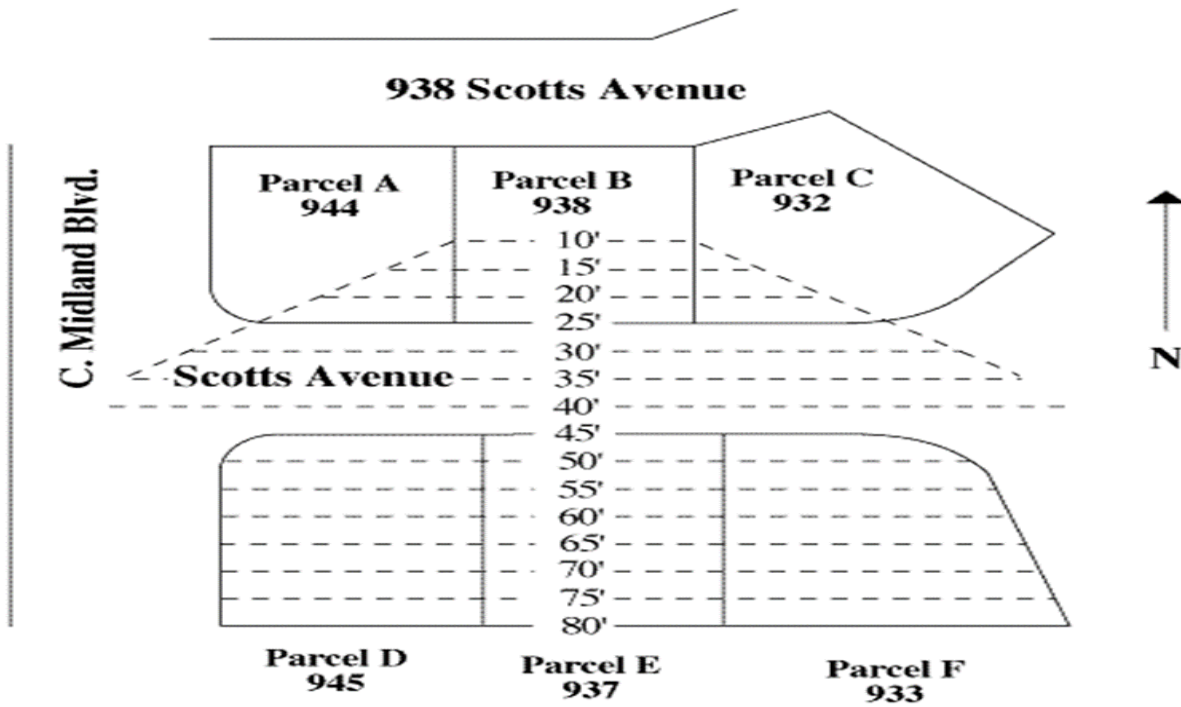 938 Scotts Avenue
Parcel A
944
Parcel B
938
Parcel C
932
C. Midland Blvd.
10'
15'
20'
25'
30'
35'
Scotts Avenue
40'
45'
50'
55'
60'
65'
70'
75'
80'
N
Parcel D
945
Parcel E
937
Parcel F
933